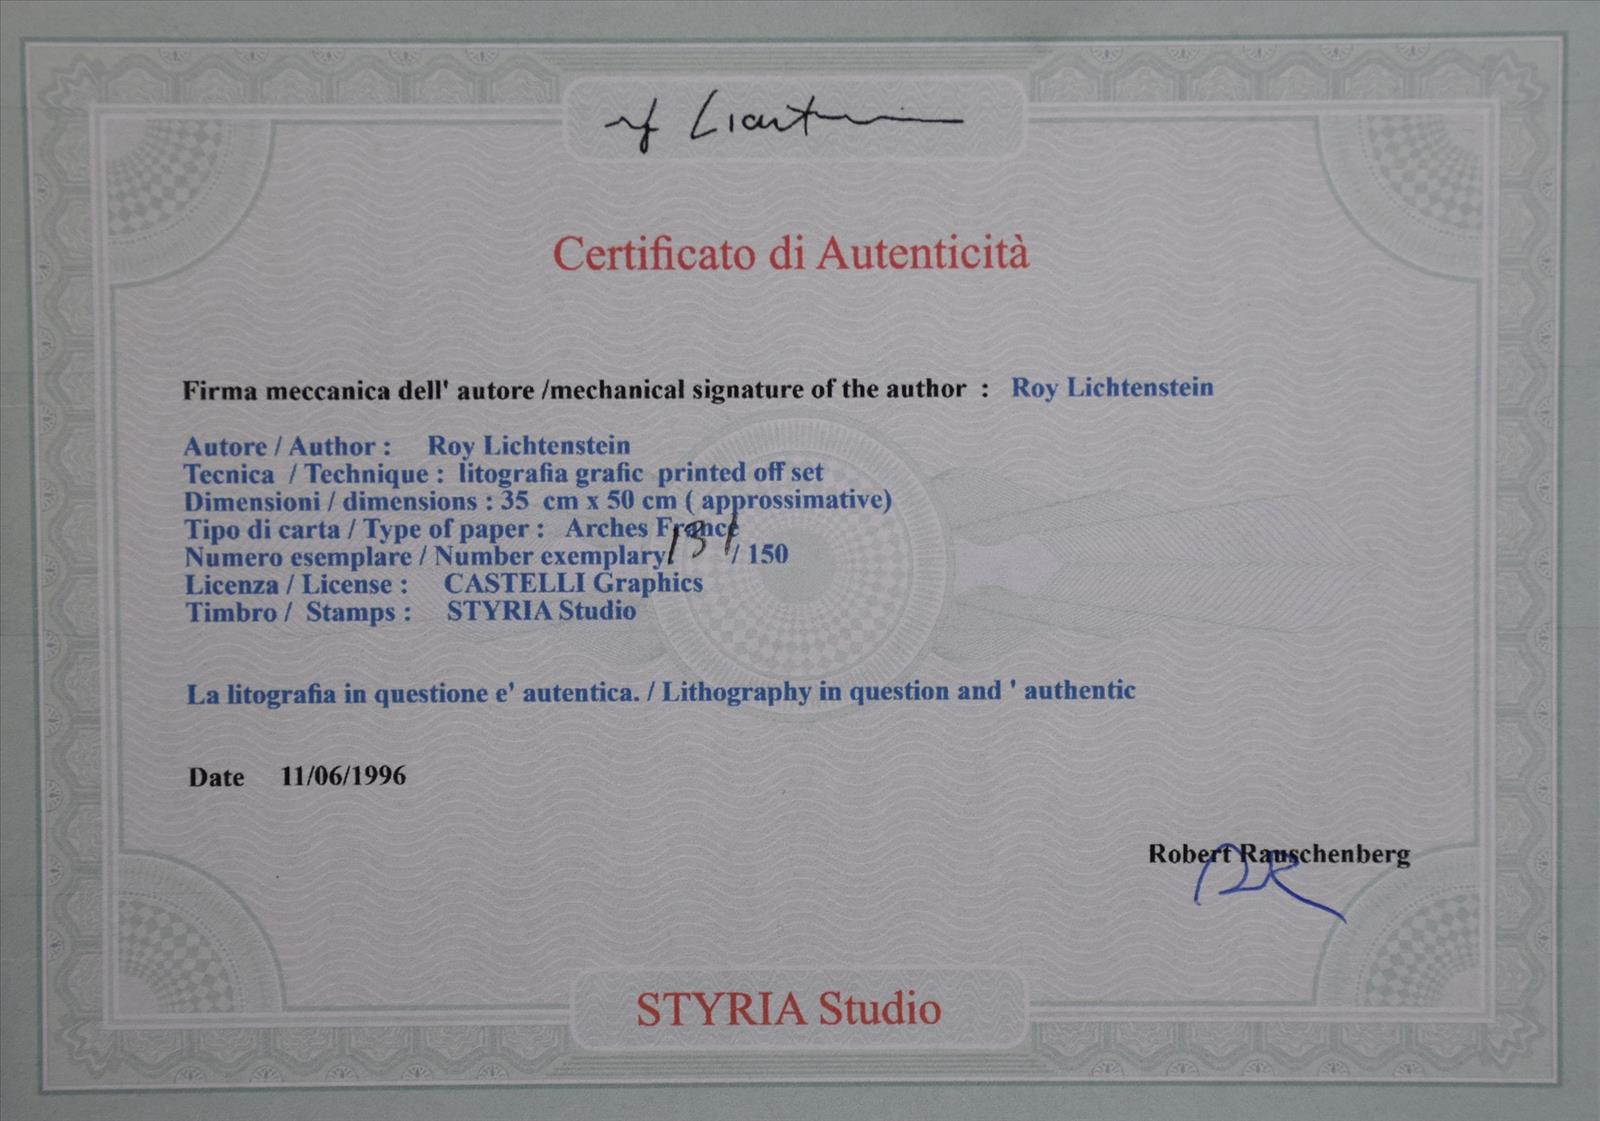 rf Lichtenstein
Certificato di Autenticità
Firma meccanica dell' autore /mechanical signature of the author : Roy Lichtenstein
Autore / Author : Roy Lichtenstein
Tecnica / Technique : litografia grafic printed off set
Dimensioni / dimensions : 35 cm x 50 cm ( approssimative)
Tipo di carta / Type of paper : Arches France
Numero esemplare / Number exemplary 131 / 150
Licenza / License : CASTELLI Graphics
Timbro / Stamps : STYRIA Studio
La litografia in questione e' autentica. / Lithography in question and ' authentic
Date 11/06/1996
Robert Rauschenberg
STYRIA Studio